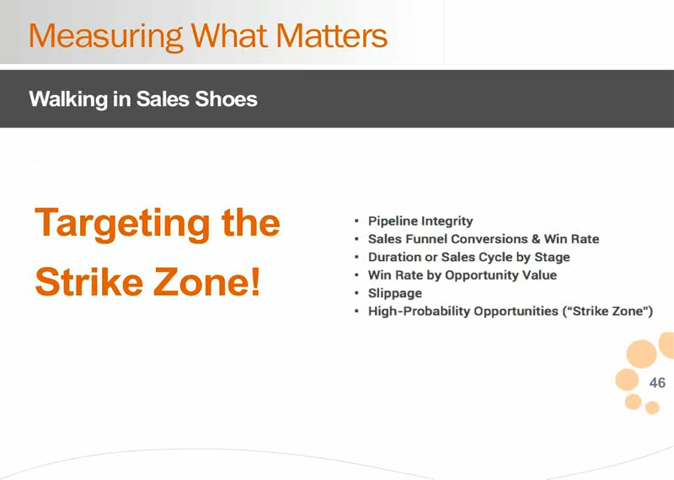 Measuring What Matters
Walking in Sales Shoes
Targeting the
Strike Zone!
• Pipeline Integrity
• Sales Funnel Conversions & Win Rate
• Duration or Sales Cycle by Stage
• Win Rate by Opportunity Value
• Slippage
• High-Probability Opportunities (“Strike Zone”)
46